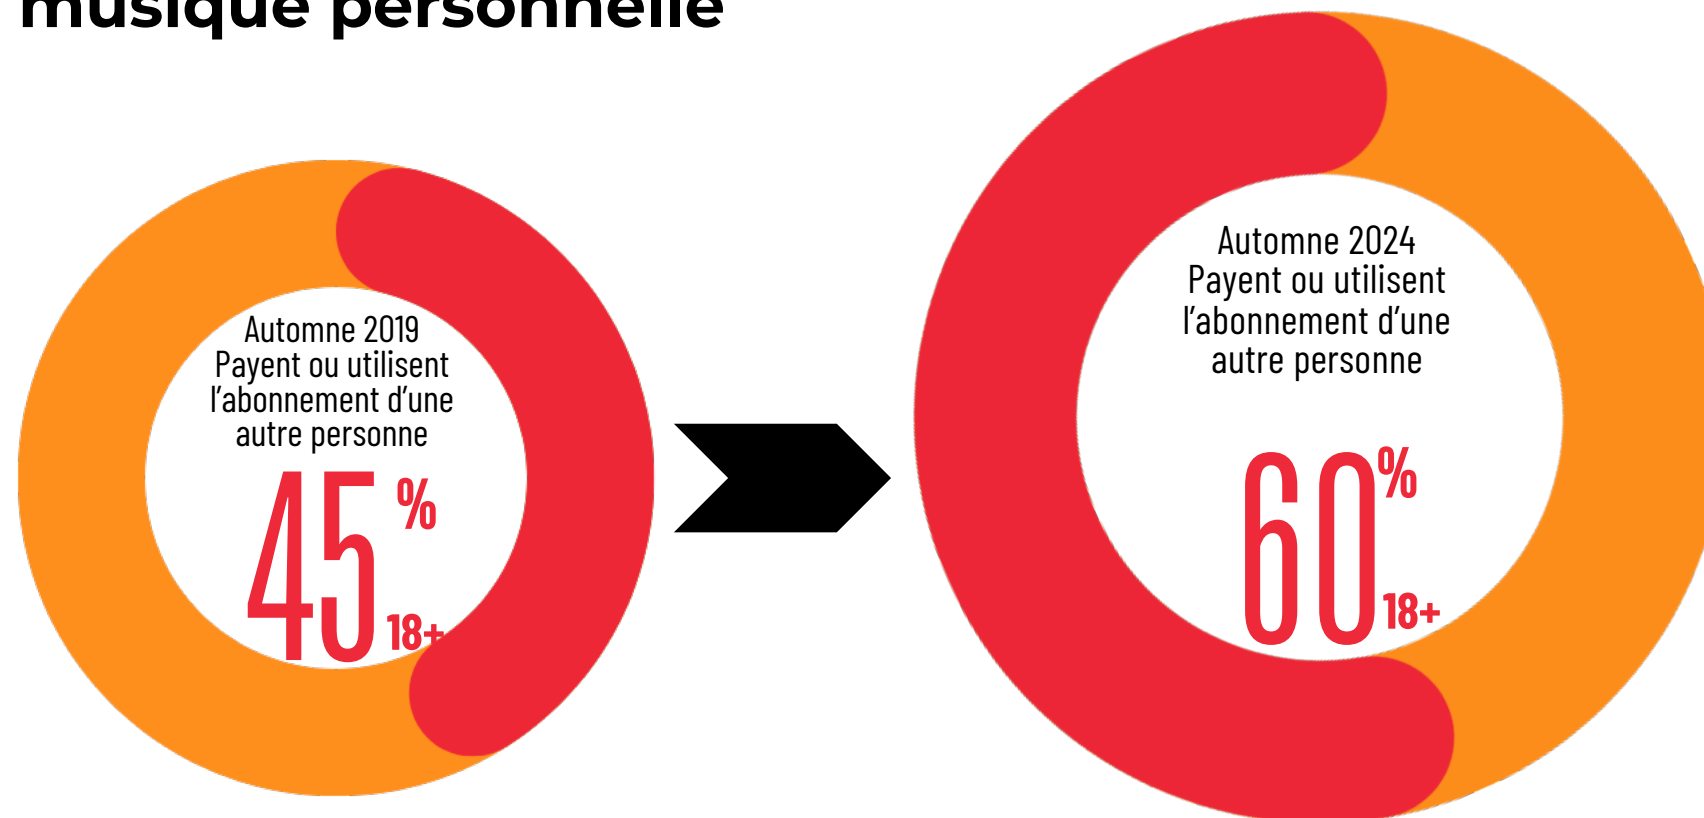 musique personnelle
Automne 2019
Payent ou utilisent
l’abonnement d’une
autre personne
45%
18+
Automne 2024
Payent ou utilisent
l’abonnement d’une
autre personne
60%
18+